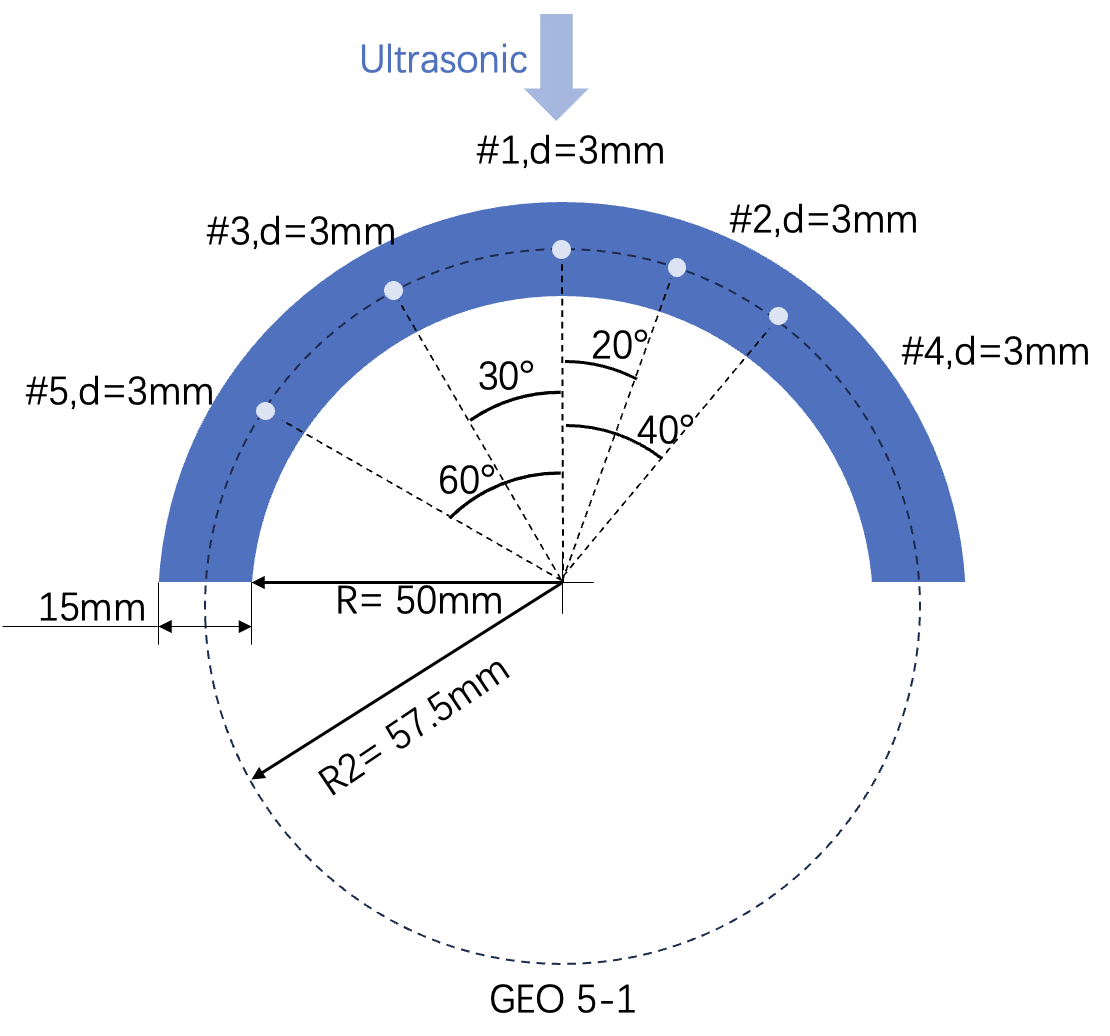 Ultrasonic
#1,d=3mm
#3,d=3mm
#2,d=3mm
#5,d=3mm
#4,d=3mm
30°
20°
60°
40°
15mm
R= 50mm
R2= 57.5mm
GEO 5-1